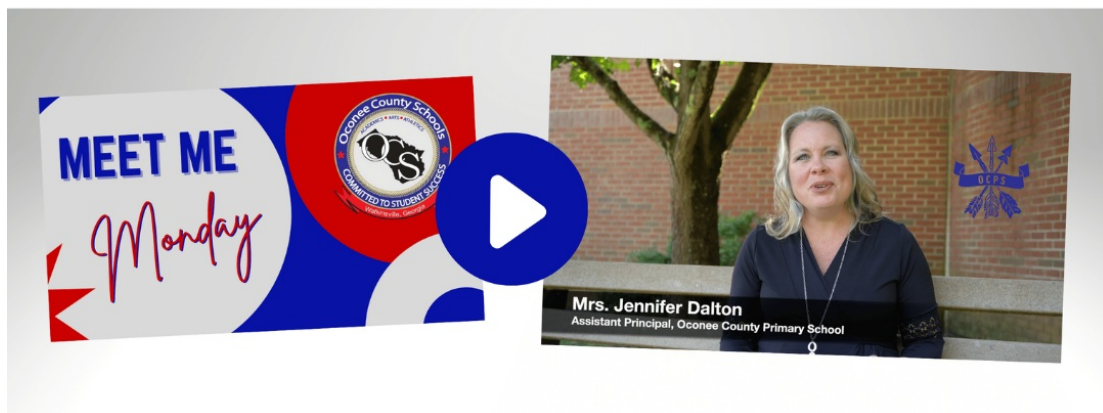 MEET ME
Monday
Oconee County Schools
ACADEMICS • ARTS • ATHLETICS
OCS
COMMITTED TO STUDENT SUCCESS
Watkinsville, Georgia
OCPS
Mrs. Jennifer Dalton
Assistant Principal, Oconee County Primary School